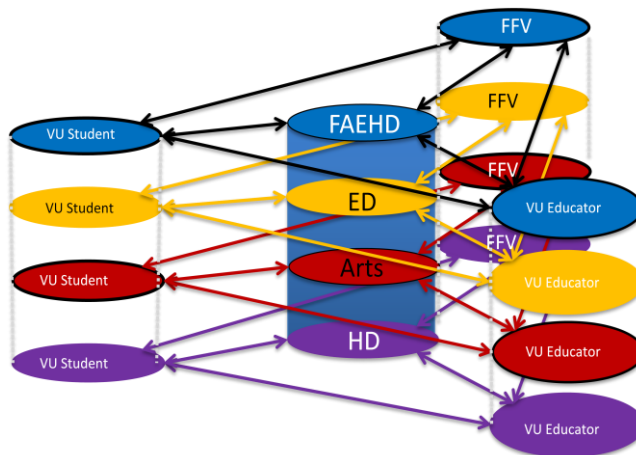 FFV
FFV
FAEHD
VU Student
FFV
VU Student
ED
VU Educator
FFV
Arts
VU Student
VU Educator
HD
VU Educator
VU Student
VU Educator